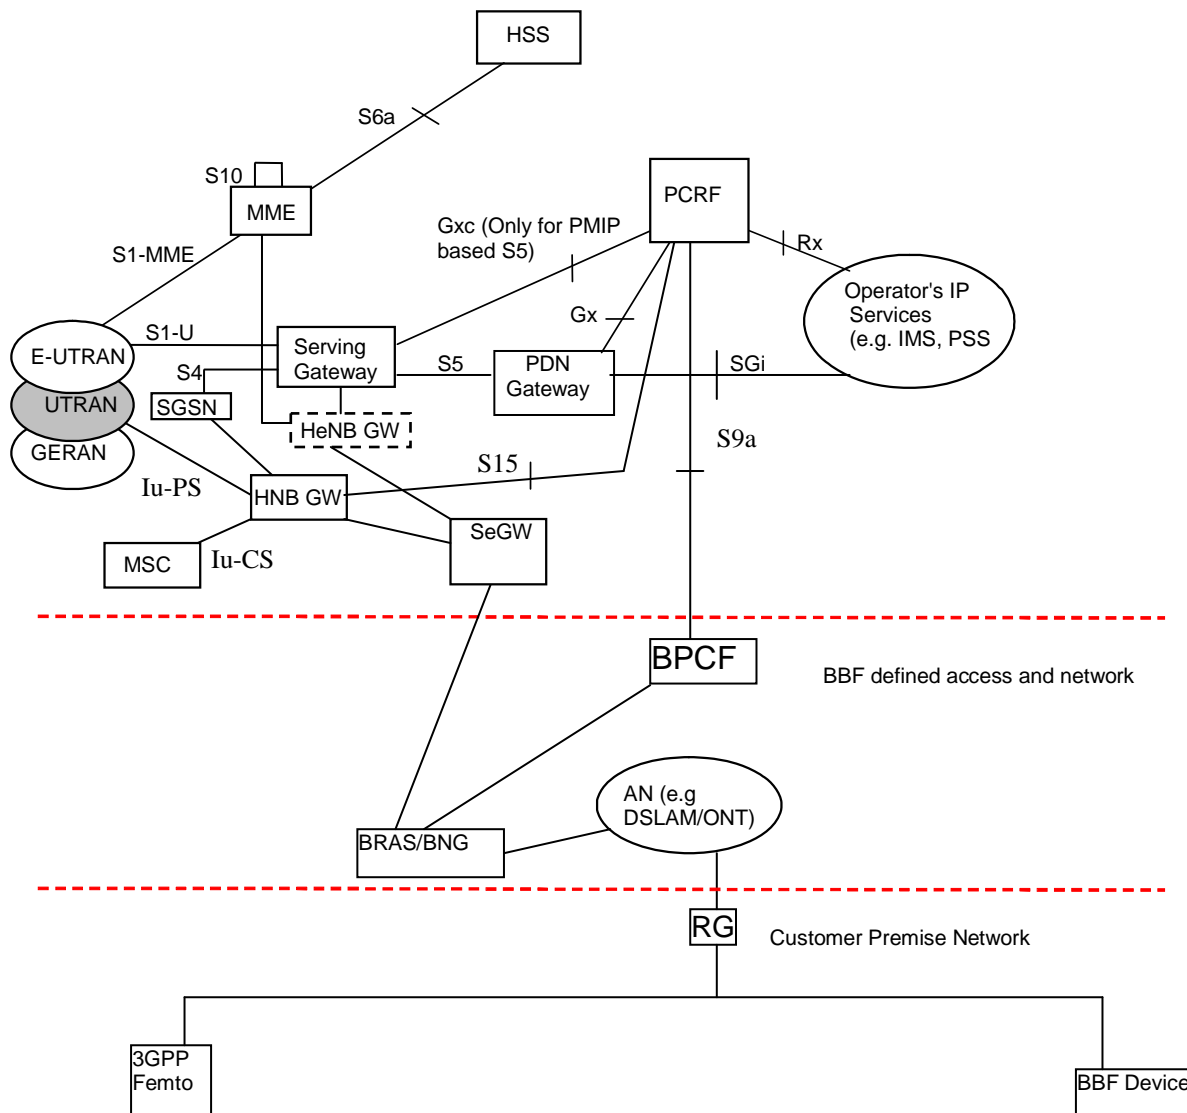 HSS
S6a
S10
MME
PCRF
Gxc (Only for PMIP
based S5)
Rx
S1-MME
Operator's IP
Services
(e.g. IMS, PSS
Gx
S1-U
E-UTRAN
Serving
Gateway
S5
PDN
Gateway
SGi
S4
UTRAN
SGSN
HeNB GW
S9a
GERAN
S15
Iu-PS
HNB GW
SeGW
MSC
Iu-CS
BPCF
BBF defined access and network
AN (e.g
DSLAM/ONT)
BRAS/BNG
RG
Customer Premise Network
3GPP
Femto
BBF Device